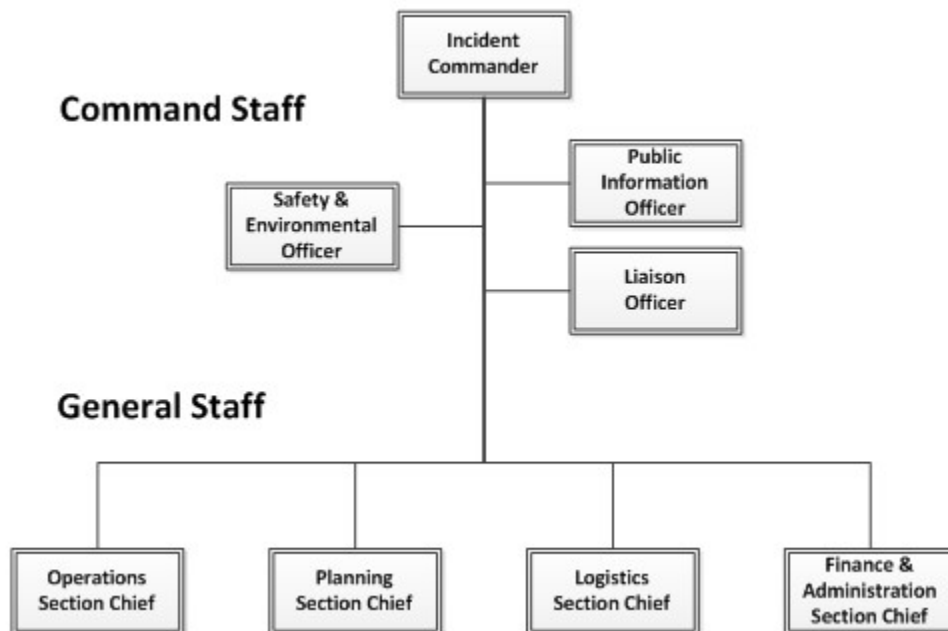 Incident
Commander
Command Staff
Public
Information
Officer
Safety &
Environmental
Officer
Liaison
Officer
General Staff
Operations
Section Chief
Planning
Section Chief
Logistics
Section Chief
Finance &
Administration
Section Chief